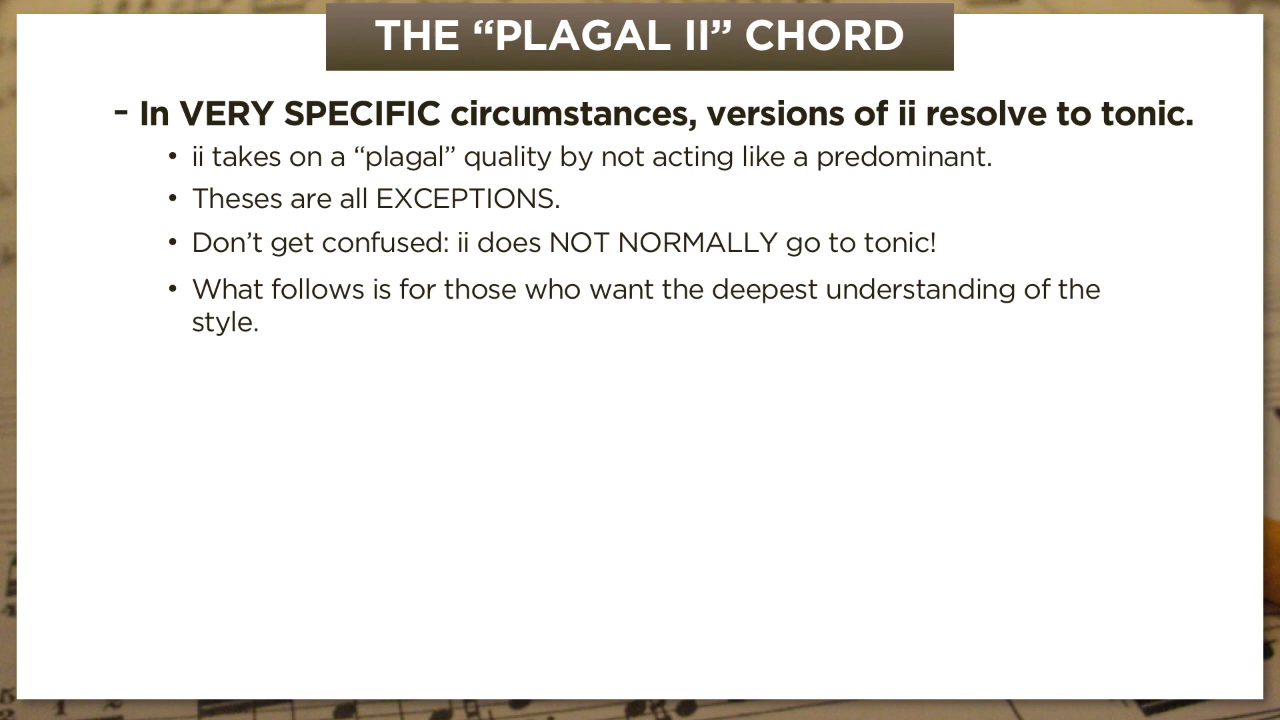 THE “PLAGAL II” CHORD
– In VERY SPECIFIC circumstances, versions of ii resolve to tonic.
• ii takes on a “plagal” quality by not acting like a predominant.
• Theses are all EXCEPTIONS.
• Don’t get confused: ii does NOT NORMALLY go to tonic!
• What follows is for those who want the deepest understanding of the
style.